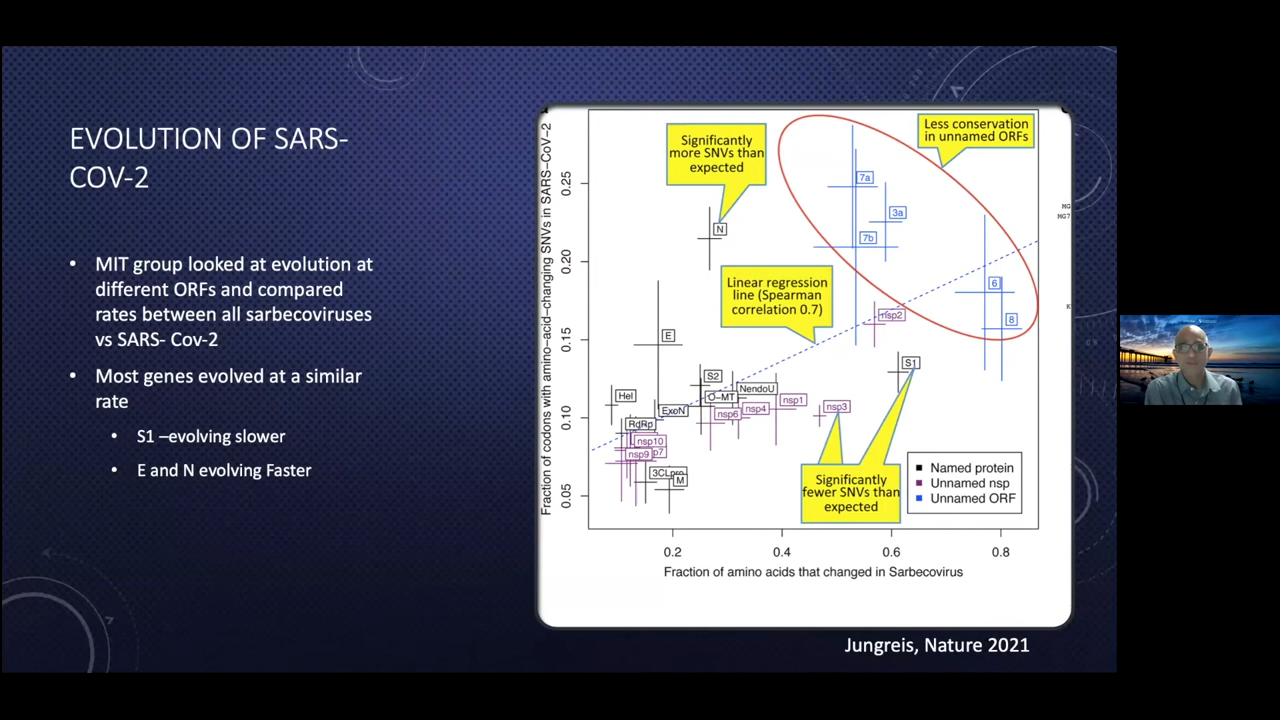 EVOLUTION OF SARS-
COV-2
• MIT group looked at evolution at
different ORFs and compared
rates between all sarbecoviruses
vs SARS- Cov-2
• Most genes evolved at a similar
rate
• S1 –evolving slower
• E and N evolving Faster
Fraction of codons with amino-acid-changing SNVs in SARS-CoV-2
0.25
0.20
0.15
0.10
0.05
Significantly
more SNVs than
expected
Less conservation
in unnamed ORFs
7a
3a
N
7b
Linear regression
line (Spearman
correlation 0.7)
6
nsp2
8
E
S1
S2
NendoU
Hel
O-MT
nsp1
ExoN
nsp6
nsp4
nsp3
RdRp
nsp10
nsp9
p7
3CLpro
M
Significantly
fewer SNVs than
expected
Named protein
Unnamed nsp
Unnamed ORF
0.2
0.4
0.6
0.8
Fraction of amino acids that changed in Sarbecovirus
MG
MG7
Jungreis, Nature 2021